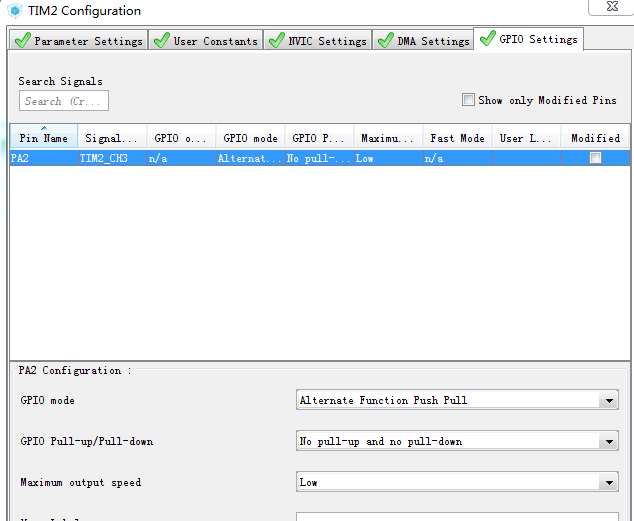 TIM2 Configuration
Parameter Settings User Constants NVIC Settings DMA Settings GPIO Settings
Search Signals
Search (Cr...
Show only Modified Pins
Pin Name Signal... GPIO o... GPIO mode GPIO P... Maximu... Fast Mode User L... Modified
PA2 TIM2_CH3 n/a Alternat... No pull-... Low n/a
PA2 Configuration :
GPIO mode Alternate Function Push Pull
GPIO Pull-up/Pull-down No pull-up and no pull-down
Maximum output speed Low